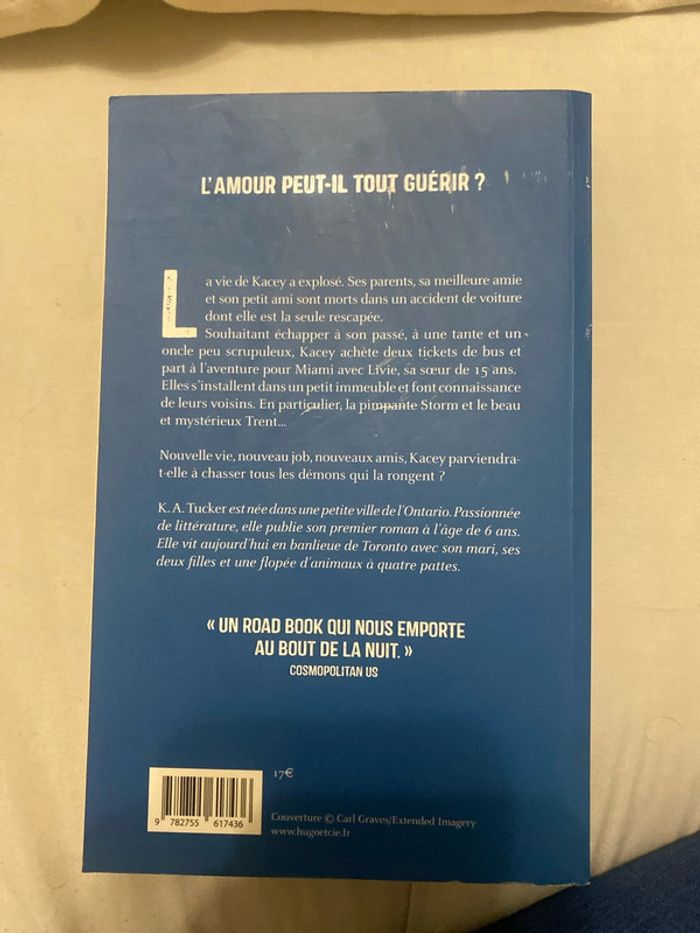 L'AMOUR PEUT-IL TOUT GUÉRIR ?
La vie de Kacey a explosé. Ses parents, sa meilleure amie
et son petit ami sont morts dans un accident de voiture
dont elle est la seule rescapée.
Souhaitant échapper à son passé, à une tante et un
oncle peu scrupuleux, Kacey achète deux tickets de bus et
part à l'aventure pour Miami avec Livie, sa sœur de 15 ans.
Elles s'installent dans un petit immeuble et font connaissance
de leurs voisins. En particulier, la pimpante Storm et le beau
et mystérieux Trent...
Nouvelle vie, nouveau job, nouveaux amis, Kacey parviendra-
t-elle à chasser tous les démons qui la rongent ?
K. A. Tucker est née dans une petite ville de l'Ontario. Passionnée
de littérature, elle publie son premier roman à l'âge de 6 ans.
Elle vit aujourd'hui en banlieue de Toronto avec son mari, ses
deux filles et une flopée d'animaux à quatre pattes.
« UN ROAD BOOK QUI NOUS EMPORTE
AU BOUT DE LA NUIT. »
COSMOPOLITAN US
17€
9 782755 617436
Couverture © Carl Graves/Extended Imagery
www.hugoetcie.fr